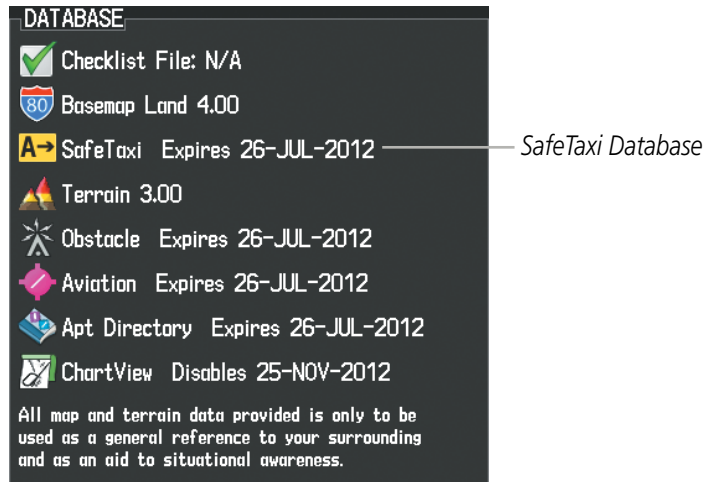 DATABASE
Checklist File: N/A
80 Basemap Land 4.00
A→ SafeTaxi Expires 26-JUL-2012 SafeTaxi Database
Terrain 3.00
Obstacle Expires 26-JUL-2012
Aviation Expires 26-JUL-2012
Apt Directory Expires 26-JUL-2012
ChartView Disables 25-NOV-2012
All map and terrain data provided is only to be
used as a general reference to your surrounding
and as an aid to situational awareness.